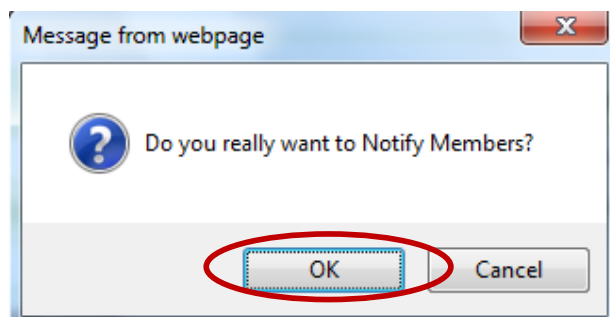 Message from webpage
X
Do you really want to Notify Members?
OK
Cancel